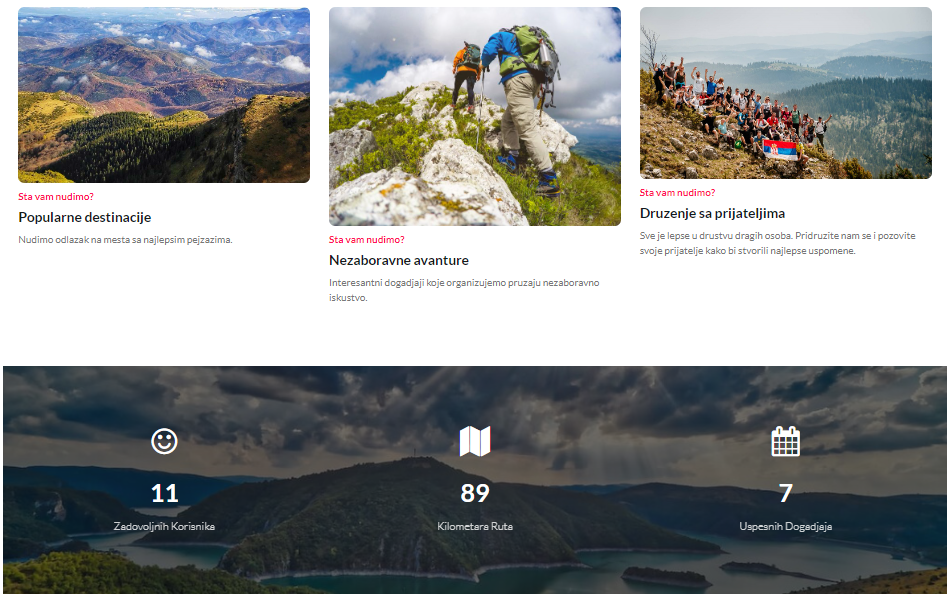 Sta vam nudimo?
Popularne destinacije
Nudimo odlazak na mesta sa najlepsim pejzazima.
Sta vam nudimo?
Nezaboravne avanture
Interesantni dogadjaji koje organizujemo pruzaju nezaboravno
iskustvo.
Sta vam nudimo?
Druzenje sa prijateljima
Sve je lepse u drustvu dragih osoba. Pridruzite nam se i pozovite
svoje prijatelje kako bi stvorili najlepse uspomene.
11
Zadovoljnih Korisnika
89
Kilometara Ruta
7
Uspesnih Dogadjaja